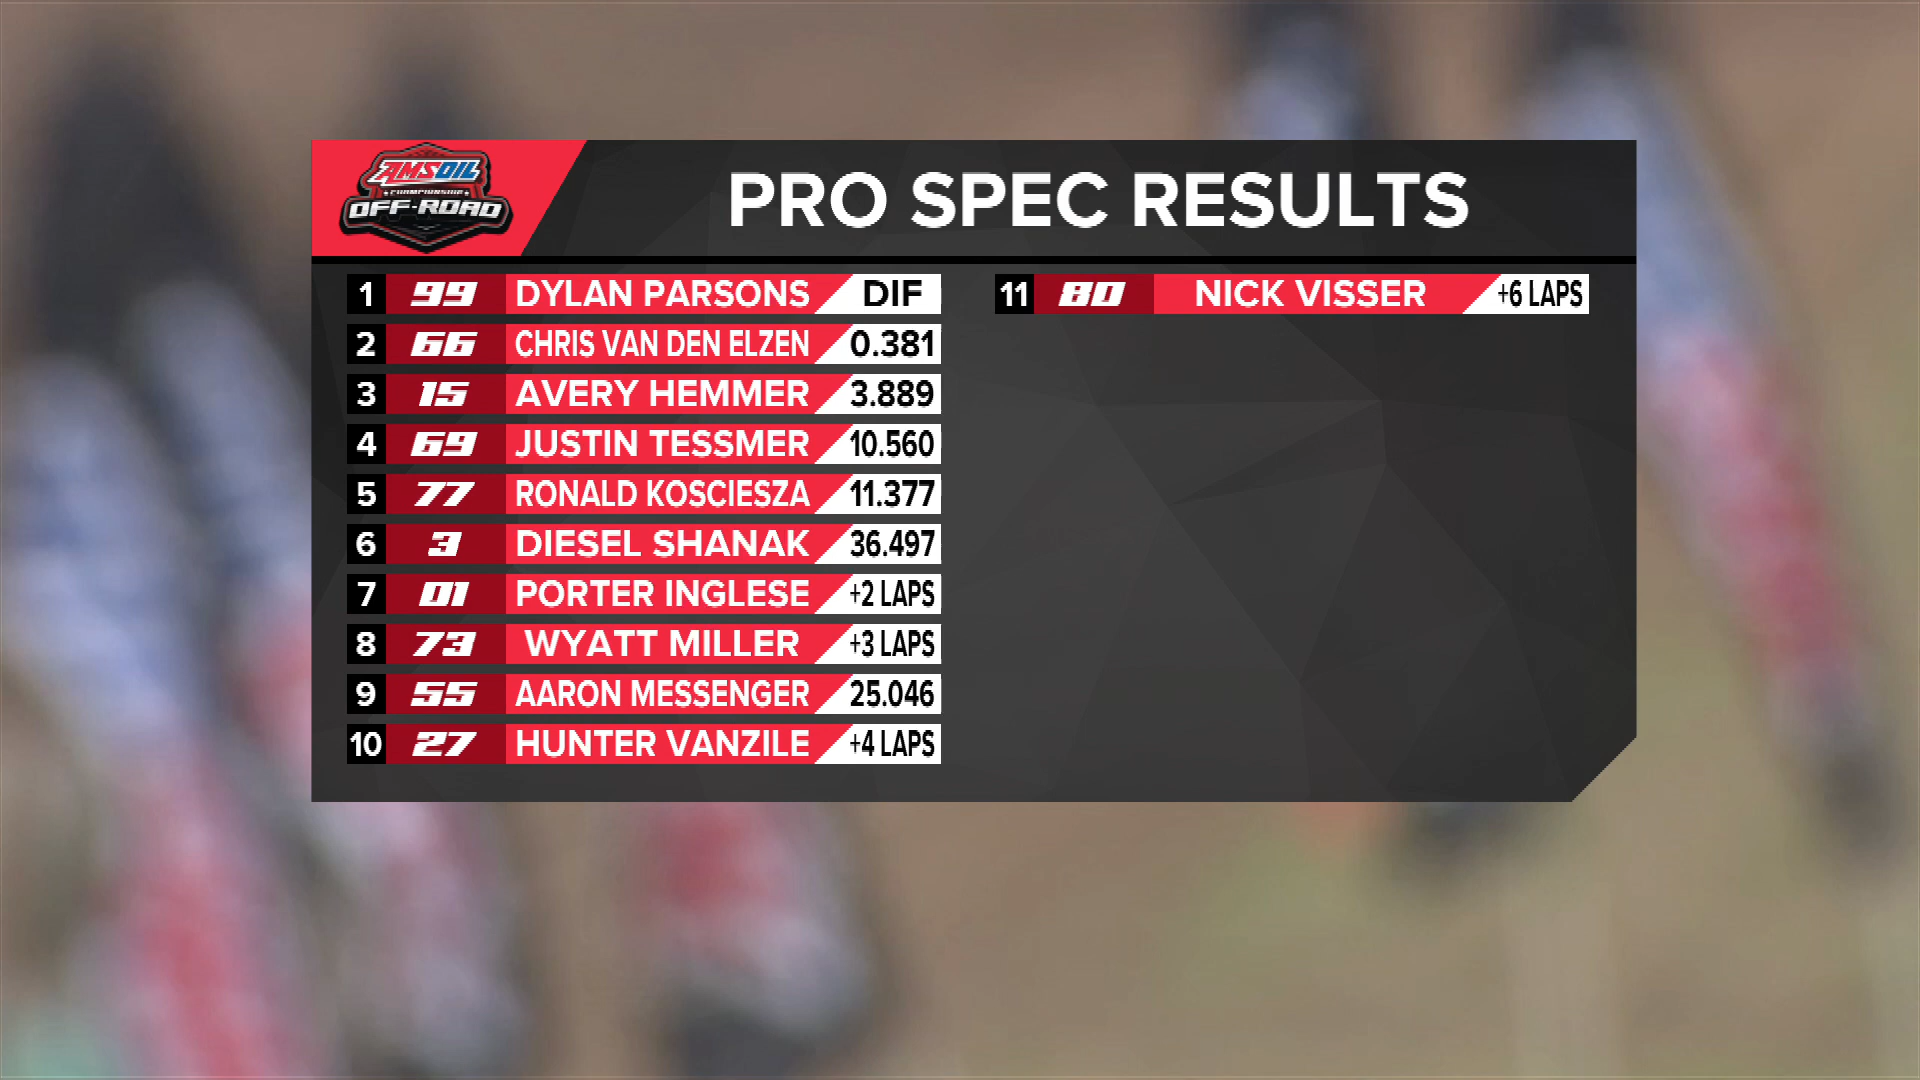 AMSOIL
CHAMPIONSHIP
OFF-ROAD
PRO SPEC RESULTS
1 99 DYLAN PARSONS DIF
2 66 CHRIS VAN DEN ELZEN 0.381
3 15 AVERY HEMMER 3.889
4 69 JUSTIN TESSMER 10.560
5 77 RONALD KOSCIESZA 11.377
6 3 DIESEL SHANAK 36.497
7 01 PORTER INGLESE +2 LAPS
8 73 WYATT MILLER +3 LAPS
9 55 AARON MESSENGER 25.046
10 27 HUNTER VANZILE +4 LAPS
11 80 NICK VISSER +6 LAPS